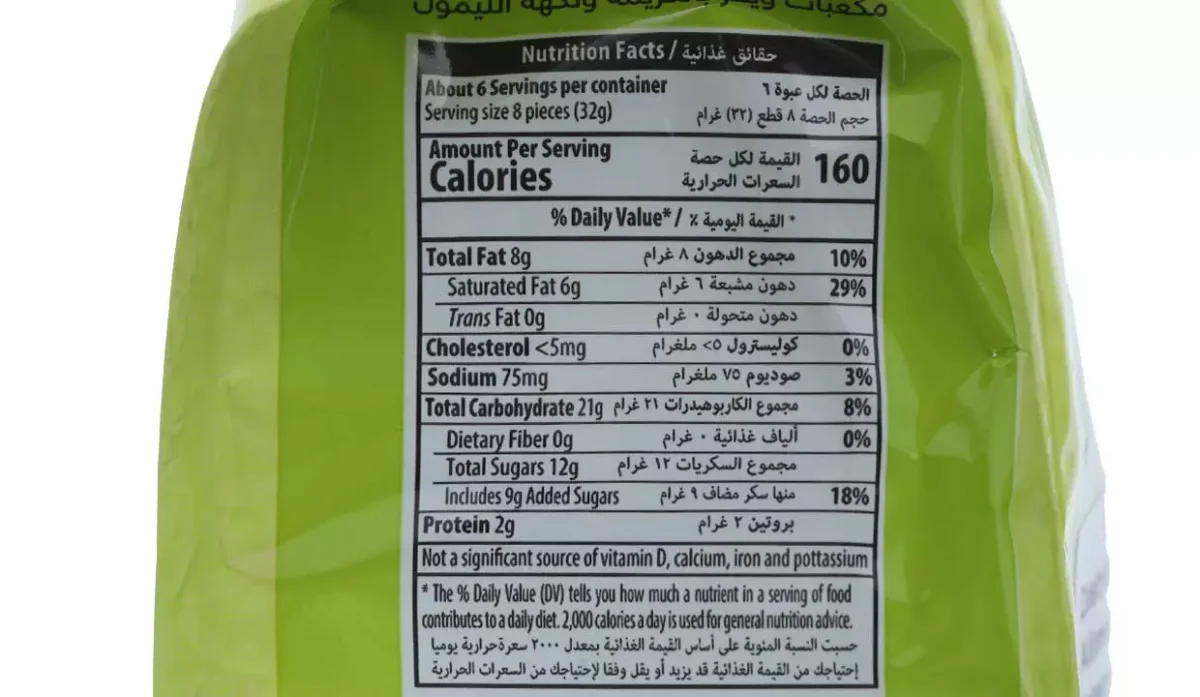 مكعبات ويفر بالكريمة ونكهة الليمون
Nutrition Facts / حقائق غذائية
About 6 Servings per container الحصة لكل عبوة ٦
Serving size 8 pieces (32g) حجم الحصة ٨ قطع (٣٢) غرام
Amount Per Serving القيمة لكل حصة
Calories السعرات الحرارية 160
% Daily Value* / القيمة اليومية ٪ *
Total Fat 8g مجموع الدهون ٨ غرام 10%
Saturated Fat 6g دهون مشبعة ٦ غرام 29%
Trans Fat 0g دهون متحولة ٠ غرام
Cholesterol <5mg كوليسترول ٥> ملغرام 0%
Sodium 75mg صوديوم ٧٥ ملغرام 3%
Total Carbohydrate 21g مجموع الكاربوهيدرات ٢١ غرام 8%
Dietary Fiber 0g ألياف غذائية ٠ غرام 0%
Total Sugars 12g مجموع السكريات ١٢ غرام
Includes 9g Added Sugars منها سكر مضاف ٩ غرام 18%
Protein 2g بروتين ٢ غرام
Not a significant source of vitamin D, calcium, iron and pottassium
* The % Daily Value (DV) tells you how much a nutrient in a serving of food
contributes to a daily diet. 2,000 calories a day is used for general nutrition advice.
حسبت النسبة المئوية على أساس القيمة الغذائية بمعدل ٢٠٠٠ سعرة حرارية يوميا
إحتياجك من القيمة الغذائية قد يزيد أو يقل وفقا لإحتياجك من السعرات الحرارية